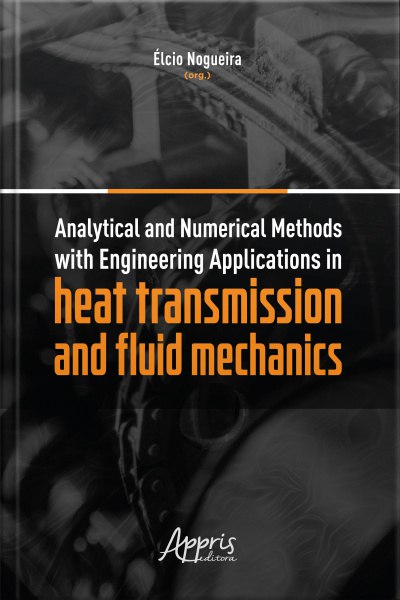 Élcio Nogueira
(org.)
Analytical and Numerical Methods
with Engineering Applications in
heat transmission
and fluid mechanics
Appris
editora